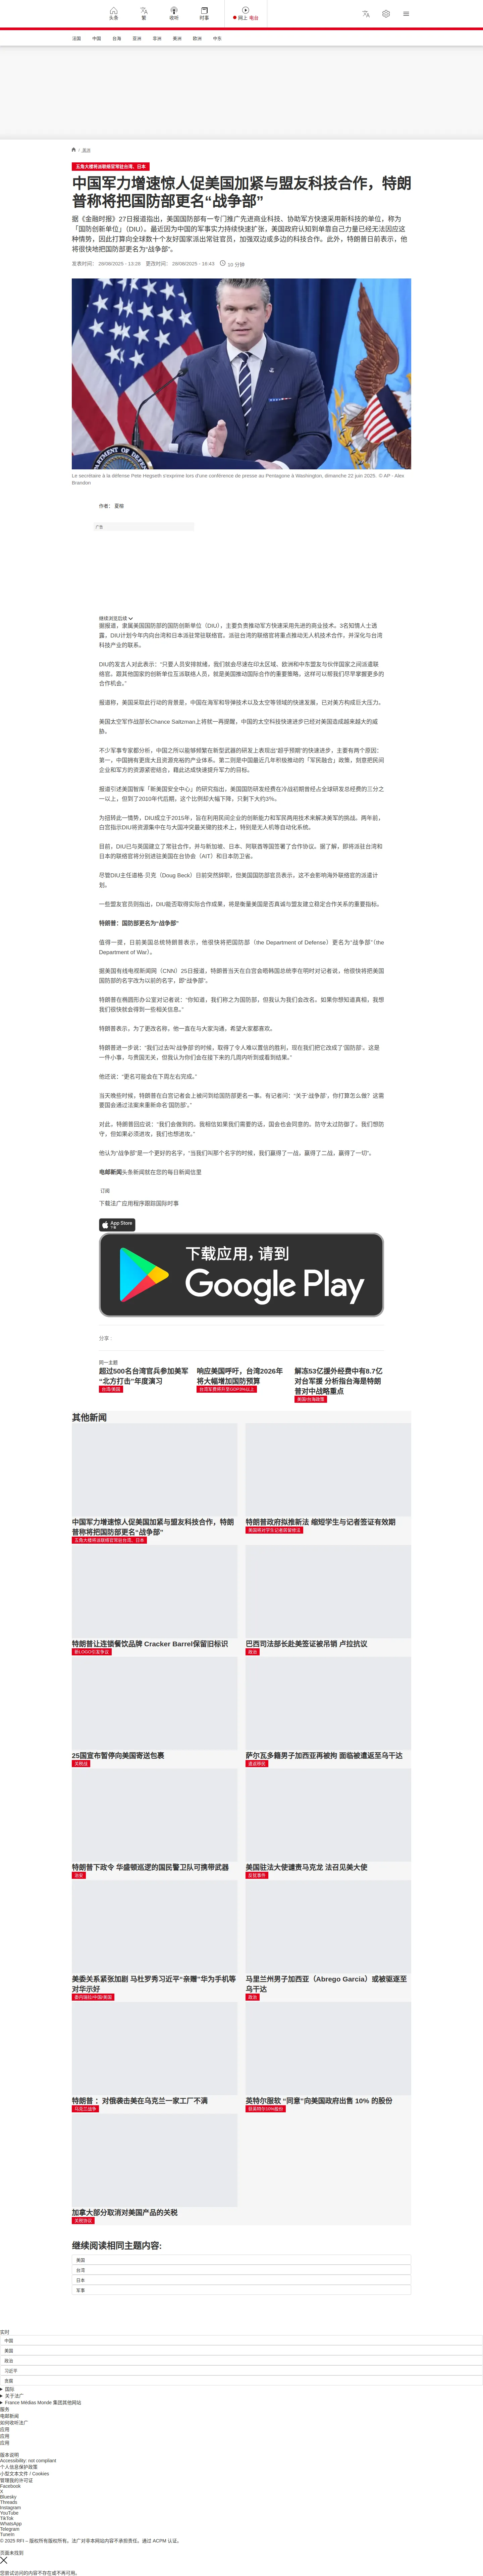 头条
繁
收听
时事
网上 电台
法国
中国
台海
亚洲
非洲
美洲
欧洲
中东
/ 美洲
五角大楼将派联络官常驻台湾、日本
中国军力增速惊人促美国加紧与盟友科技合作，特朗
普称将把国防部更名“战争部”
据《金融时报》27日报道指出，美国国防部有一专门推广先进商业科技、协助军方快速采用新科技的单位，称为
「国防创新单位」（DIU）。最近因为中国的军事实力持续快速扩张，美国政府认知到单靠自己力量已经无法因应这
种情势，因此打算向全球数十个友好国家派出常驻官员，加强双边或多边的科技合作。此外，特朗普日前表示，他
将很快地把国防部更名为“战争部”。
发表时间： 28/08/2025 - 13:28 更改时间： 28/08/2025 - 16:43 10 分钟
Le secrétaire à la défense Pete Hegseth s'exprime lors d'une conférence de presse au Pentagone à Washington, dimanche 22 juin 2025. © AP - Alex
Brandon
作者： 夏榕
广告
继续浏览后续
据报道，隶属美国国防部的国防创新单位（DIU），主要负责推动军方快速采用先进的商业技术。3名知情人士透
露，DIU计划今年内向台湾和日本派驻常驻联络官。派驻台湾的联络官将重点推动无人机技术合作，并深化与台湾
科技产业的联系。
DIU的发言人对此表示：“只要人员安排就绪，我们就会尽速在印太区域、欧洲和中东盟友与伙伴国家之间派遣联
络官。跟其他国家的创新单位互派联络人员，就是美国推动国际合作的重要策略，这样可以帮我们尽早掌握更多的
合作机会。”
报道称，美国采取此行动的背景是，中国在海军和导弹技术以及太空等领域的快速发展，已对美方构成巨大压力。
美国太空军作战部长Chance Saltzman上将就一再提醒，中国的太空科技快速进步已经对美国造成越来越大的威
胁。
不少军事专家都分析，中国之所以能够频繁在新型武器的研发上表现出“超乎预期”的快速进步，主要有两个原因：
第一，中国拥有更庞大且资源充裕的产业体系。第二则是中国最近几年积极推动的「军民融合」政策，刻意把民间
企业和军方的资源紧密结合，藉此达成快速提升军力的目标。
报道引述美国智库「新美国安全中心」的研究指出，美国国防研发经费在冷战初期曾经占全球研发总经费的三分之
一以上，但到了2010年代后期，这个比例却大幅下降，只剩下大约3%。
为扭转此一情势，DIU成立于2015年，旨在利用民间企业的创新能力和军民两用技术来解决美军的挑战。两年前，
白宫指示DIU将资源集中在与大国冲突最关键的技术上，特别是无人机等自动化系统。
目前，DIU已与英国建立了常驻合作，并与新加坡、日本、阿联酋等国签署了合作协议。据了解，即将派驻台湾和
日本的联络官将分别进驻美国在台协会（AIT）和日本防卫省。
尽管DIU主任道格·贝克（Doug Beck）日前突然辞职，但美国国防部官员表示，这不会影响海外联络官的派遣计
划。
一些盟友官员则指出，DIU能否取得实际合作成果，将是衡量美国是否真诚与盟友建立稳定合作关系的重要指标。
特朗普：国防部更名为“战争部”
值得一提，日前美国总统特朗普表示，他很快将把国防部（the Department of Defense）更名为“战争部”（the
Department of War）。
据美国有线电视新闻网（CNN）25日报道，特朗普当天在白宫会晤韩国总统李在明时对记者说，他很快将把美国
国防部的名字改为以前的名字，即“战争部”。
特朗普在椭圆形办公室对记者说：“你知道，我们称之为国防部，但我认为我们会改名，如果你想知道真相，我想
我们很快就会得到一些相关信息。”
特朗普表示，为了更改名称，他一直在与大家沟通，希望大家都喜欢。
特朗普进一步说：“我们过去叫‘战争部’的时候，取得了令人难以置信的胜利，现在我们把它改成了‘国防部’。这是
一件小事，与贵国无关，但我认为你们会在接下来的几周内听到或看到结果。”
他还说：“更名可能会在下周左右完成。”
当天晚些时候，特朗普在白宫记者会上被问到给国防部更名一事。有记者问：“关于‘战争部’，你打算怎么做？这需
要国会通过法案来重新命名‘国防部’。”
对此，特朗普回应说：“我们会做到的。我相信如果我们需要的话，国会也会同意的。防守太过防御了。我们想防
守，但如果必须进攻，我们也想进攻。”
他认为“战争部”是一个更好的名字，“当我们叫那个名字的时候，我们赢得了一战，赢得了二战，赢得了一切”。
电邮新闻头条新闻就在您的每日新闻信里
订阅
下载法广应用程序跟踪国际时事
App Store
下载
下载应用，请到
Google Play
分享 :
同一主题
超过500名台湾官兵参加美军
“北方打击”年度演习
台湾/美国
响应美国呼吁，台湾2026年
将大幅增加国防预算
台湾军费将升至GDP3%以上
解冻53亿援外经费中有8.7亿
对台军援 分析指台海是特朗
普对中战略重点
美国/台海政策
其他新闻
中国军力增速惊人促美国加紧与盟友科技合作，特朗
普称将把国防部更名“战争部”
五角大楼将派联络官常驻台湾、日本
特朗普政府拟推新法 缩短学生与记者签证有效期
美国将对学生记者居留修法
特朗普让连锁餐饮品牌 Cracker Barrel保留旧标识
新LOGO引发争议
巴西司法部长赴美签证被吊销 卢拉抗议
政治
25国宣布暂停向美国寄送包裹
关税战
萨尔瓦多籍男子加西亚再被拘 面临被遣返至乌干达
遣返移民
特朗普下政令 华盛顿巡逻的国民警卫队可携带武器
治安
美国驻法大使谴责马克龙 法召见美大使
反犹事件
美委关系紧张加剧 马杜罗秀习近平“亲赠”华为手机等
对华示好
委内瑞拉/中国/美国
马里兰州男子加西亚（Abrego Garcia）或被驱逐至
乌干达
政治
特朗普 ：对俄袭击美在乌克兰一家工厂不满
乌克兰战争
英特尔服软 “同意”向美国政府出售 10% 的股份
获英特尔10%股份
加拿大部分取消对美国产品的关税
关税协议
继续阅读相同主题内容:
美国
台湾
日本
军事
实时
中国
美国
政治
习近平
贪腐
国际
关于法广
France Médias Monde 集团其他网站
服务
电邮新闻
如何收听法广
应用
应用
应用
版本说明
Accessibility: not compliant
个人信息保护政策
小型文本文件 / Cookies
管理我的许可证
Facebook
X
Bluesky
Threads
Instagram
YouTube
TikTok
WhatsApp
Telegram
TuneIn
© 2025 RFI – 版权所有版权所有。法广对非本网站内容不承担责任。通过 ACPM 认证。
页面未找到
您尝试访问的内容不存在或不再可用。